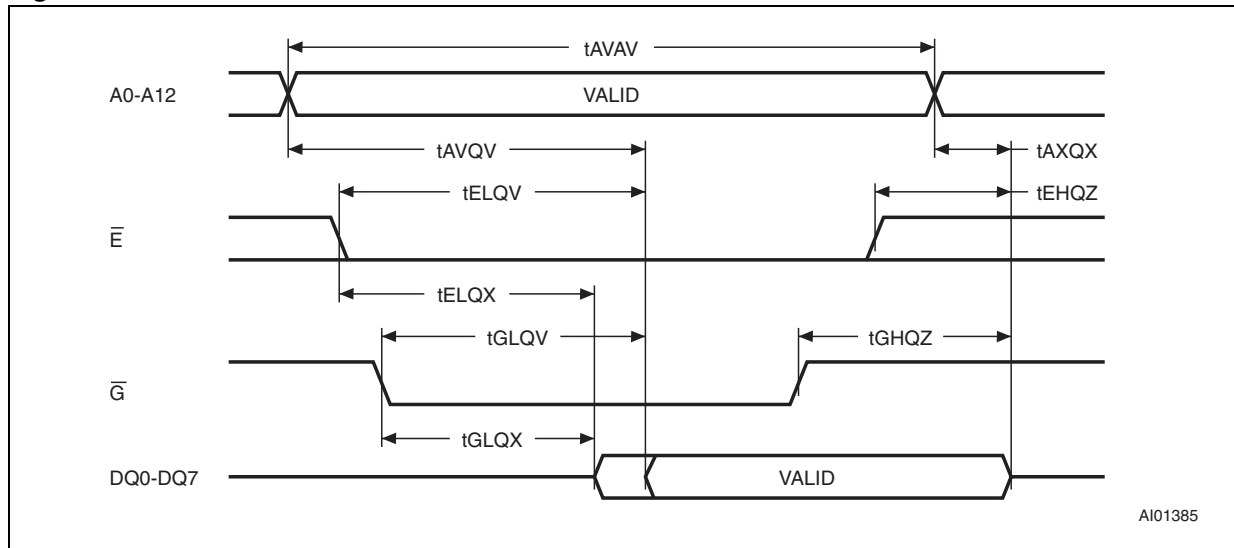 tAVAV
A0-A12
VALID
tAVQV
tAXQX
tELQV
tEHQZ
E̅
tELQX
tGLQV
tGHQZ
G̅
tGLQX
DQ0-DQ7
VALID
AI01385